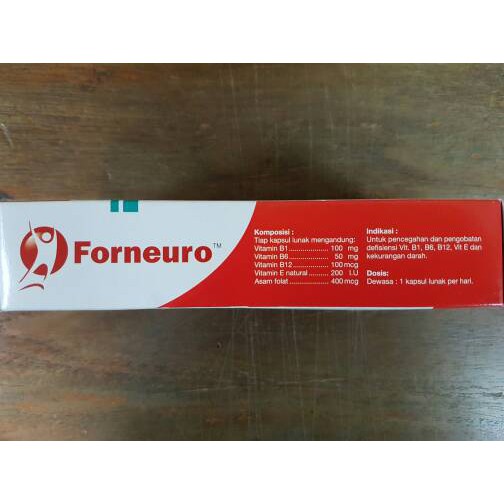 Forneuro™
Komposisi :
Tiap kapsul lunak mengandung:
Vitamin B1.................... 100 mg
Vitamin B6.................... 50 mg
Vitamin B12................. 100 mcg
Vitamin E natural.......... 200 I.U
Asam folat .................... 400 mcg
Indikasi :
Untuk pencegahan dan pengobatan
defisiensi Vit. B1, B6, B12, Vit E dan
kekurangan darah.
Dosis:
Dewasa : 1 kapsul lunak per hari.